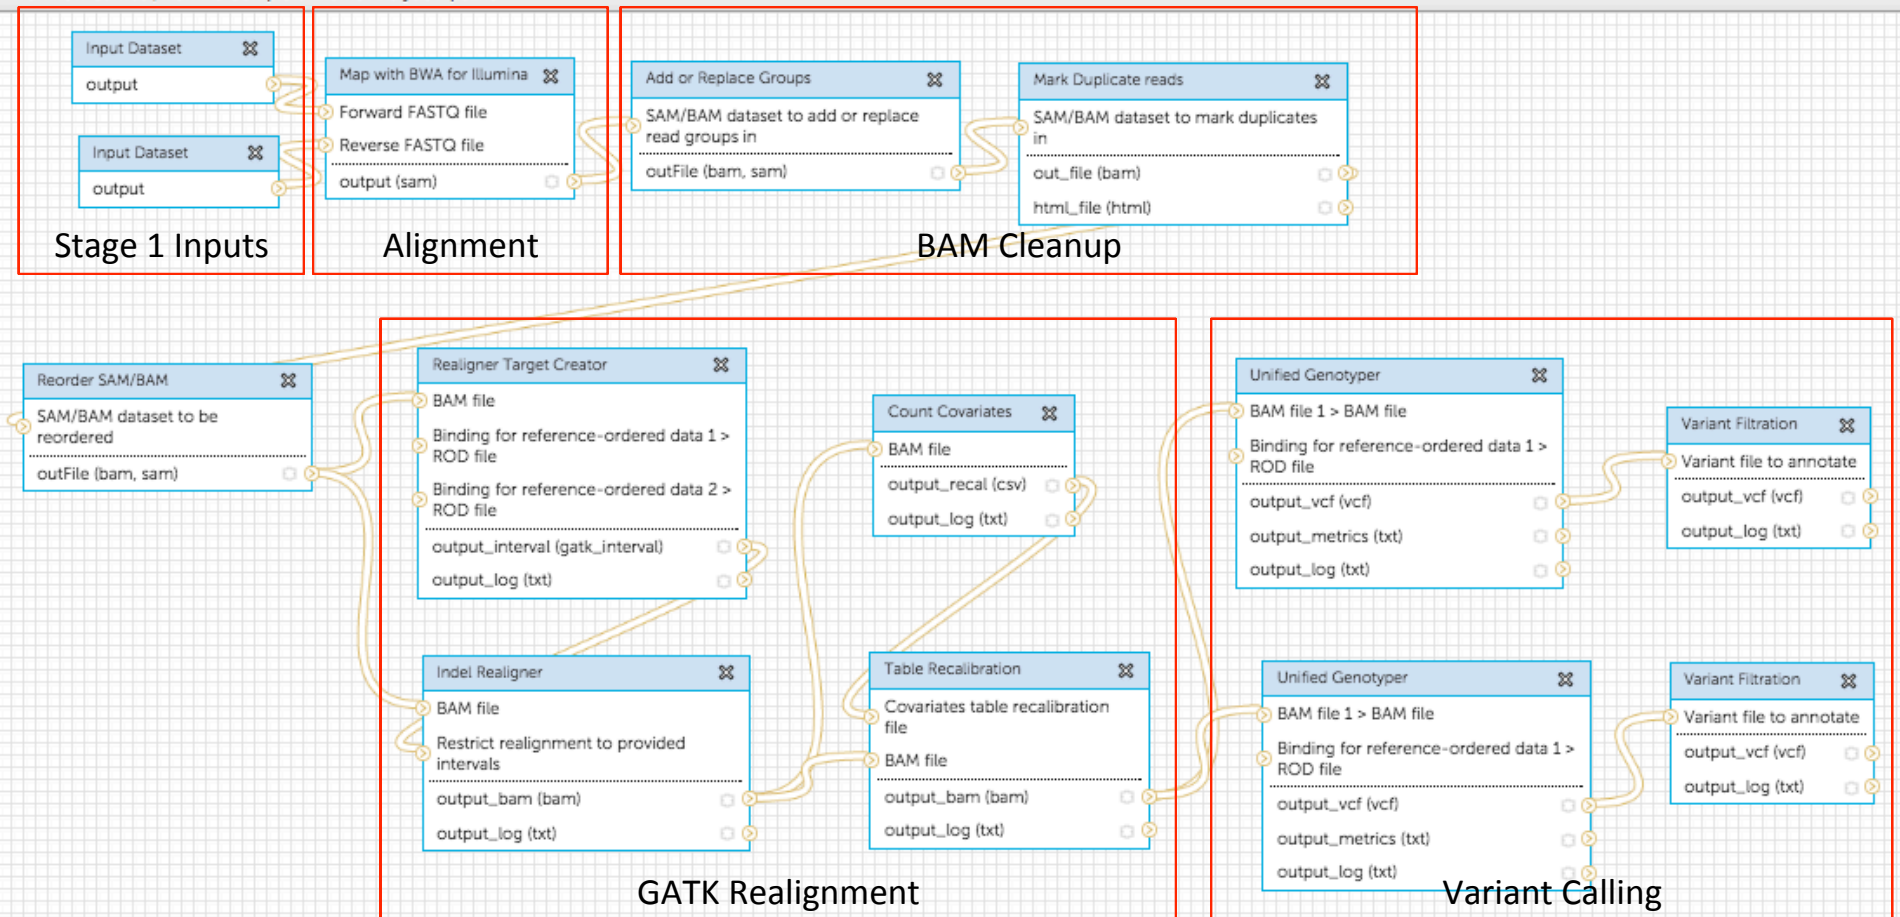 Input Dataset
output
Input Dataset
output
Stage 1 Inputs
Map with BWA for Illumina
Forward FASTQ file
Reverse FASTQ file
output (sam)
Alignment
Add or Replace Groups
SAM/BAM dataset to add or replace
read groups in
outFile (bam, sam)
Mark Duplicate reads
SAM/BAM dataset to mark duplicates
in
out_file (bam)
html_file (html)
BAM Cleanup
Reorder SAM/BAM
SAM/BAM dataset to be
reordered
outFile (bam, sam)
Realigner Target Creator
BAM file
Binding for reference-ordered data 1 >
ROD file
Binding for reference-ordered data 2 >
ROD file
output_interval (gatk_interval)
output_log (txt)
Count Covariates
BAM file
output_recal (csv)
output_log (txt)
Indel Realigner
BAM file
Restrict realignment to provided
intervals
output_bam (bam)
output_log (txt)
Table Recalibration
Covariates table recalibration
file
BAM file
output_bam (bam)
output_log (txt)
GATK Realignment
Unified Genotyper
BAM file 1 > BAM file
Binding for reference-ordered data 1 >
ROD file
output_vcf (vcf)
output_metrics (txt)
output_log (txt)
Variant Filtration
Variant file to annotate
output_vcf (vcf)
output_log (txt)
Unified Genotyper
BAM file 1 > BAM file
Binding for reference-ordered data 1 >
ROD file
output_vcf (vcf)
output_metrics (txt)
output_log (txt)
Variant Filtration
Variant file to annotate
output_vcf (vcf)
output_log (txt)
Variant Calling